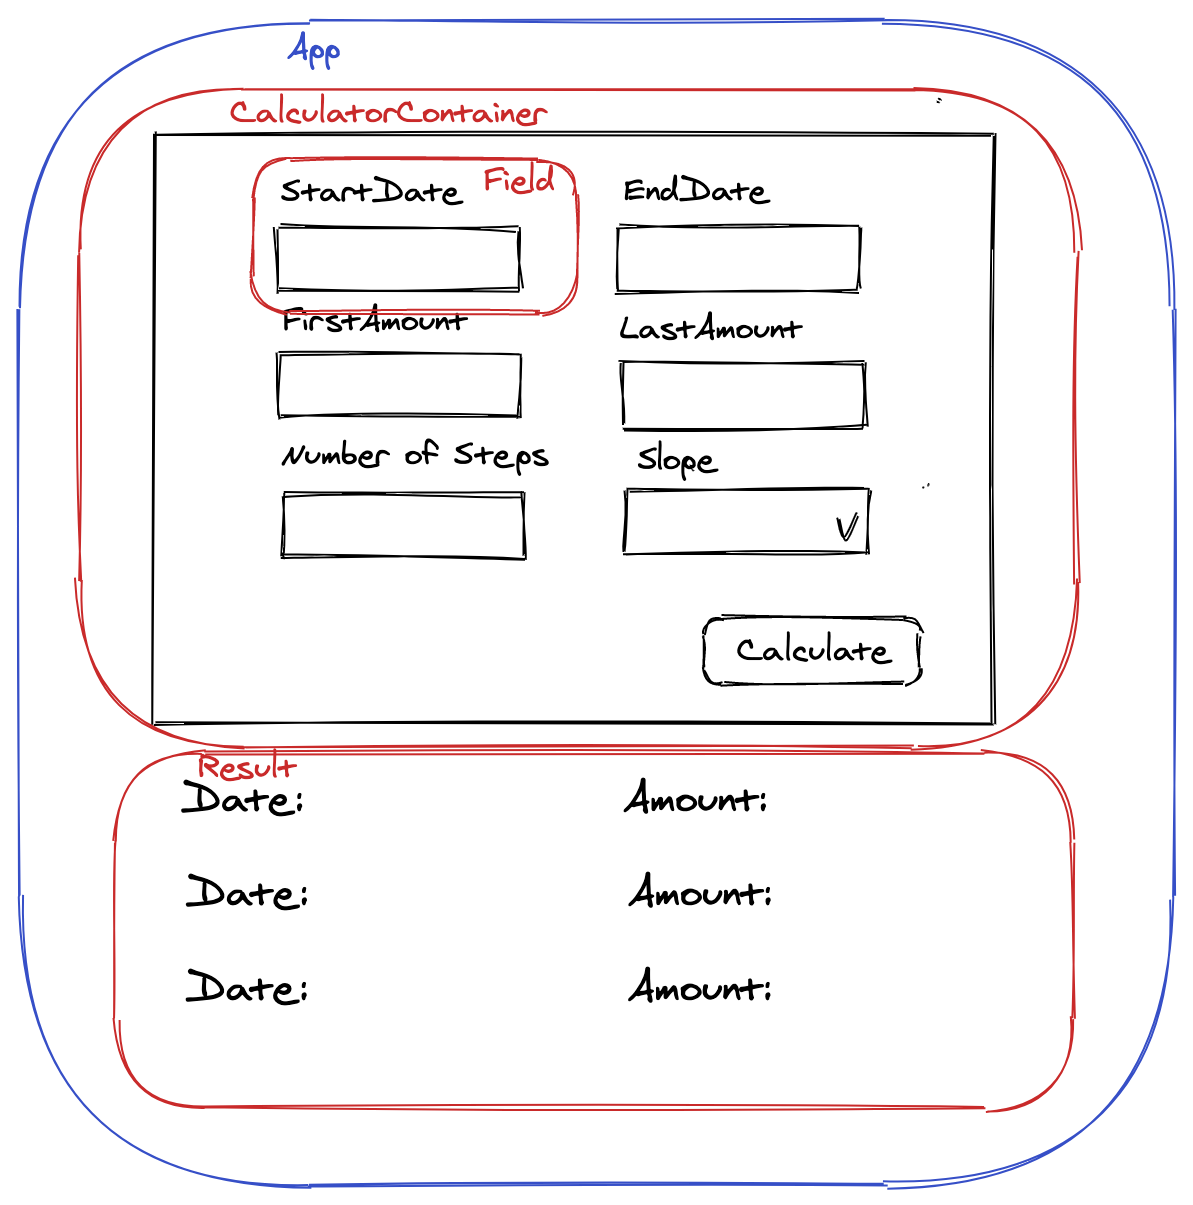 App
CalculatorContainer
StartDate Field EndDate
FirstAmount LastAmount
Number of Steps Slope
Calculate
Result
Date: Amount:
Date: Amount:
Date: Amount: